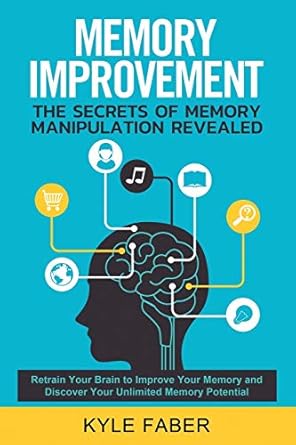 MEMORY
IMPROVEMENT
THE SECRETS OF MEMORY
MANIPULATION REVEALED
Retrain Your Brain to Improve Your Memory and
Discover Your Unlimited Memory Potential
KYLE FABER